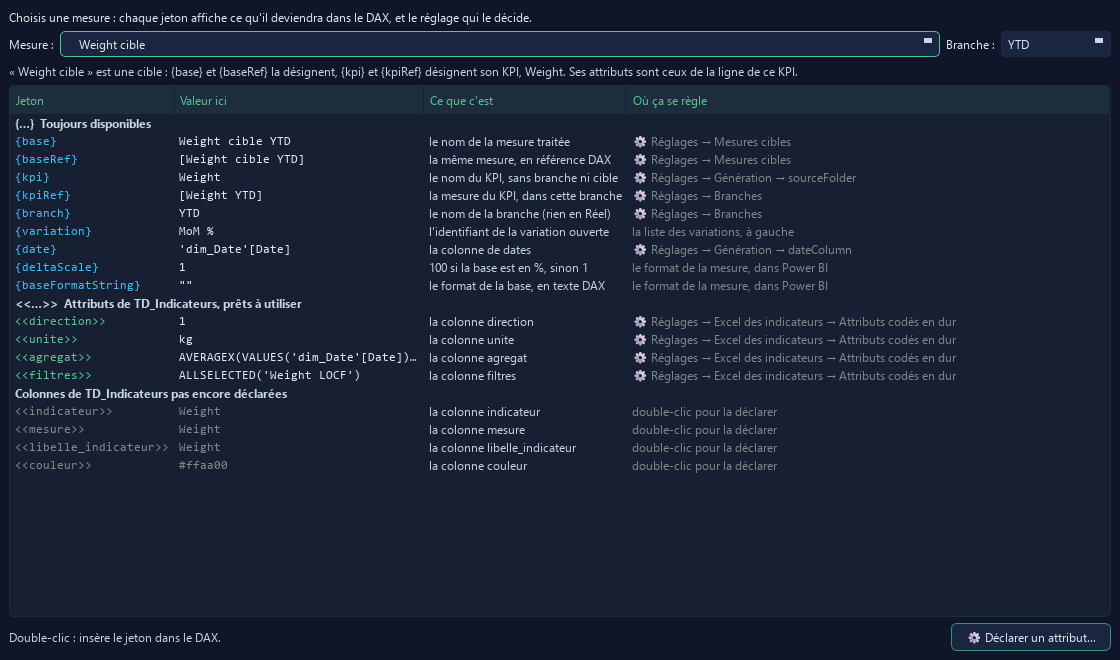 Choisis une mesure : chaque jeton affiche ce qu'il deviendra dans le DAX, et le réglage qui le décide.
Mesure : Weight cible Branche : YTD
« Weight cible » est une cible : {base} et {baseRef} la désignent, {kpi} et {kpiRef} désignent son KPI, Weight. Ses attributs sont ceux de la ligne de ce KPI.
Jeton Valeur ici Ce que c'est Où ça se règle
{...} Toujours disponibles
{base} Weight cible YTD le nom de la mesure traitée Réglages → Mesures cibles
{baseRef} [Weight cible YTD] la même mesure, en référence DAX Réglages → Mesures cibles
{kpi} Weight le nom du KPI, sans branche ni cible Réglages → Génération → sourceFolder
{kpiRef} [Weight YTD] la mesure du KPI, dans cette branche Réglages → Branches
{branch} YTD le nom de la branche (rien en Réel) Réglages → Branches
{variation} MoM % l'identifiant de la variation ouverte la liste des variations, à gauche
{date} 'dim_Date'[Date] la colonne de dates Réglages → Génération → dateColumn
{deltaScale} 1 100 si la base est en %, sinon 1 le format de la mesure, dans Power BI
{baseFormatString} "" le format de la base, en texte DAX le format de la mesure, dans Power BI
<<...>> Attributs de TD_Indicateurs, prêts à utiliser
<<direction>> 1 la colonne direction Réglages → Excel des indicateurs → Attributs codés en dur
<<unite>> kg la colonne unite Réglages → Excel des indicateurs → Attributs codés en dur
<<agregat>> AVERAGEX(VALUES('dim_Date'[Date])… la colonne agregat Réglages → Excel des indicateurs → Attributs codés en dur
<<filtres>> ALLSELECTED('Weight LOCF') la colonne filtres Réglages → Excel des indicateurs → Attributs codés en dur
Colonnes de TD_Indicateurs pas encore déclarées
<<indicateur>> Weight la colonne indicateur double-clic pour la déclarer
<<mesure>> Weight la colonne mesure double-clic pour la déclarer
<<libelle_indicateur>> Weight la colonne libelle_indicateur double-clic pour la déclarer
<<couleur>> #ffaa00 la colonne couleur double-clic pour la déclarer
Double-clic : insère le jeton dans le DAX. Déclarer un attribut...